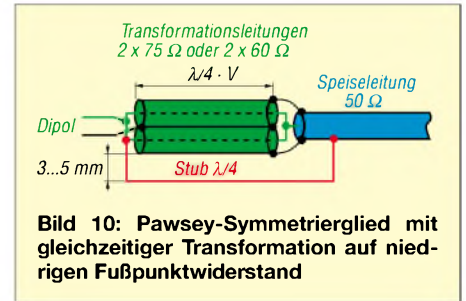 Transformationsleitungen
2 x 75 Ω oder 2 x 60 Ω
λ/4 · V
Speiseleitung
50 Ω
Dipol
3...5 mm
Stub λ/4
Bild 10: Pawsey-Symmetrierglied mit
gleichzeitiger Transformation auf nied-
rigen Fußpunktwiderstand